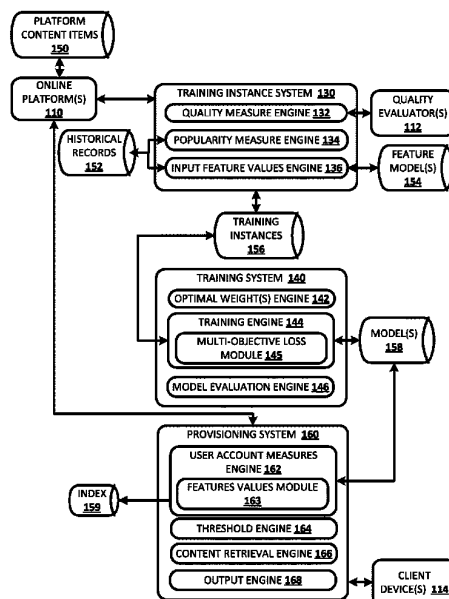 PLATFORM
CONTENT ITEMS
150
ONLINE
PLATFORM(S)
110
TRAINING INSTANCE SYSTEM 130
QUALITY MEASURE ENGINE 132
QUALITY
EVALUATOR(S)
112
HISTORICAL
RECORDS
152
POPULARITY MEASURE ENGINE 134
INPUT FEATURE VALUES ENGINE 136
FEATURE
MODEL(S)
154
TRAINING
INSTANCES
156
TRAINING SYSTEM 140
OPTIMAL WEIGHT(S) ENGINE 142
TRAINING ENGINE
144
MULTI-OBJECTIVE LOSS
MODULE 145
MODEL(S)
158
MODEL EVALUATION ENGINE 146
PROVISIONING SYSTEM 160
USER ACCOUNT MEASURES
ENGINE 162
FEATURES VALUES MODULE
163
INDEX
159
THRESHOLD ENGINE 164
CONTENT RETRIEVAL ENGINE 166
OUTPUT ENGINE 168
CLIENT
DEVICE(S) 114